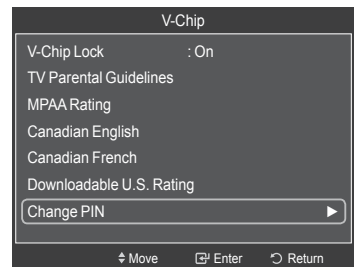 V-Chip
V-Chip Lock : On
TV Parental Guidelines
MPAA Rating
Canadian English
Canadian French
Downloadable U.S. Rating
Change PIN
Move Enter Return